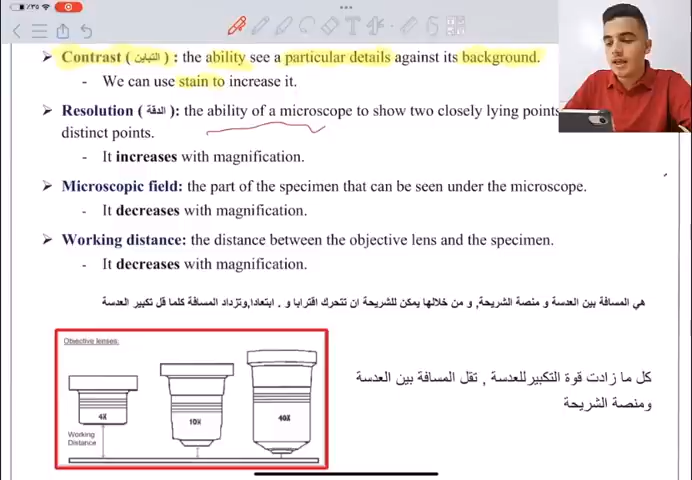 ٪٣٥
Contrast ( التباين ) : the ability see a particular details against its background.
- We can use stain to increase it.
Resolution ( الدقة ): the ability of a microscope to show two closely lying points
distinct points.
- It increases with magnification.
Microscopic field: the part of the specimen that can be seen under the microscope.
- It decreases with magnification.
Working distance: the distance between the objective lens and the specimen.
- It decreases with magnification.
هي المسافة بين العدسة و منصة الشريحة, و من خلالها يمكن للشريحة ان تتحرك اقترابا و . ابتعادا,وتزداد المسافة كلما قل تكبير العدسة
Objective lenses:
4X
10X
40X
Working
Distance
كل ما زادت قوة التكبيرللعدسة , تقل المسافة بين العدسة
ومنصة الشريحة